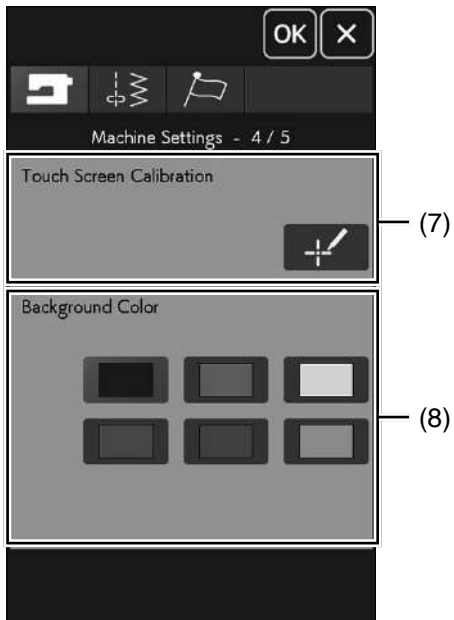 OK
Machine Settings - 4 / 5
Touch Screen Calibration
(7)
Background Color
(8)